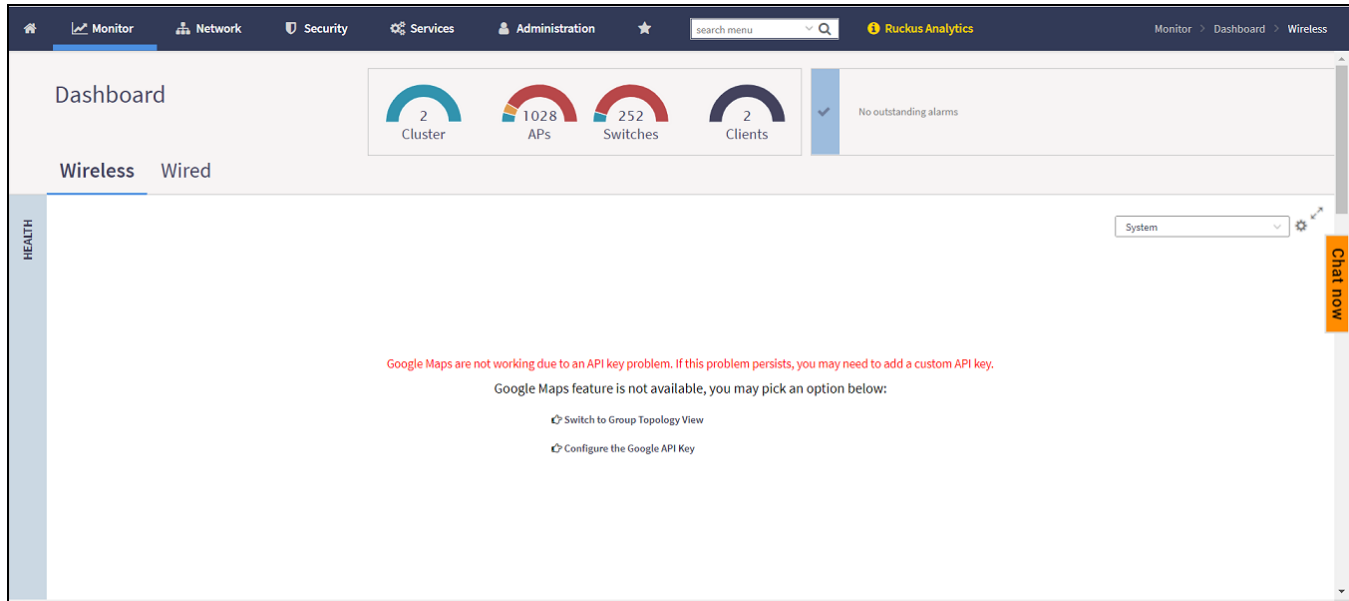 Monitor Network Security Services Administration search menu Ruckus Analytics Monitor > Dashboard > Wireless
Dashboard
2 1028 252 2
Cluster APs Switches Clients
No outstanding alarms
Wireless Wired
HEALTH
System
Chat now
Google Maps are not working due to an API key problem. If this problem persists, you may need to add a custom API key.
Google Maps feature is not available, you may pick an option below:
Switch to Group Topology View
Configure the Google API Key